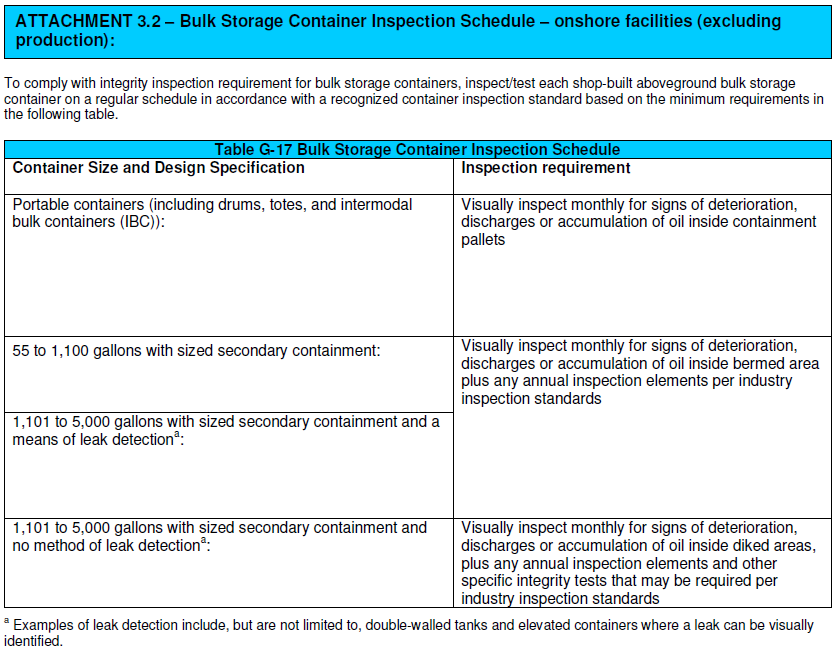 ATTACHMENT 3.2 – Bulk Storage Container Inspection Schedule – onshore facilities (excluding
production):
To comply with integrity inspection requirement for bulk storage containers, inspect/test each shop-built aboveground bulk storage
container on a regular schedule in accordance with a recognized container inspection standard based on the minimum requirements in
the following table.
Table G-17 Bulk Storage Container Inspection Schedule
Container Size and Design Specification
Inspection requirement
Portable containers (including drums, totes, and intermodal
bulk containers (IBC)):
Visually inspect monthly for signs of deterioration,
discharges or accumulation of oil inside containment
pallets
55 to 1,100 gallons with sized secondary containment:
Visually inspect monthly for signs of deterioration,
discharges or accumulation of oil inside bermed area
plus any annual inspection elements per industry
inspection standards
1,101 to 5,000 gallons with sized secondary containment and a
means of leak detectionª:
1,101 to 5,000 gallons with sized secondary containment and
no method of leak detectionª:
Visually inspect monthly for signs of deterioration,
discharges or accumulation of oil inside diked areas,
plus any annual inspection elements and other
specific integrity tests that may be required per
industry inspection standards
ª Examples of leak detection include, but are not limited to, double-walled tanks and elevated containers where a leak can be visually
identified.